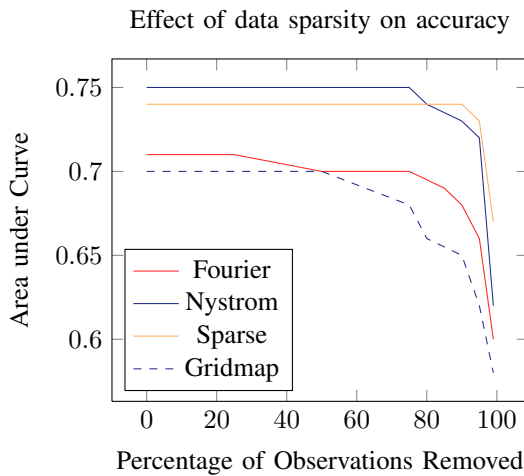 Effect of data sparsity on accuracy
0.75
0.7
0.65
0.6
Area under Curve
Fourier
Nystrom
Sparse
Gridmap
0 20 40 60 80 100
Percentage of Observations Removed